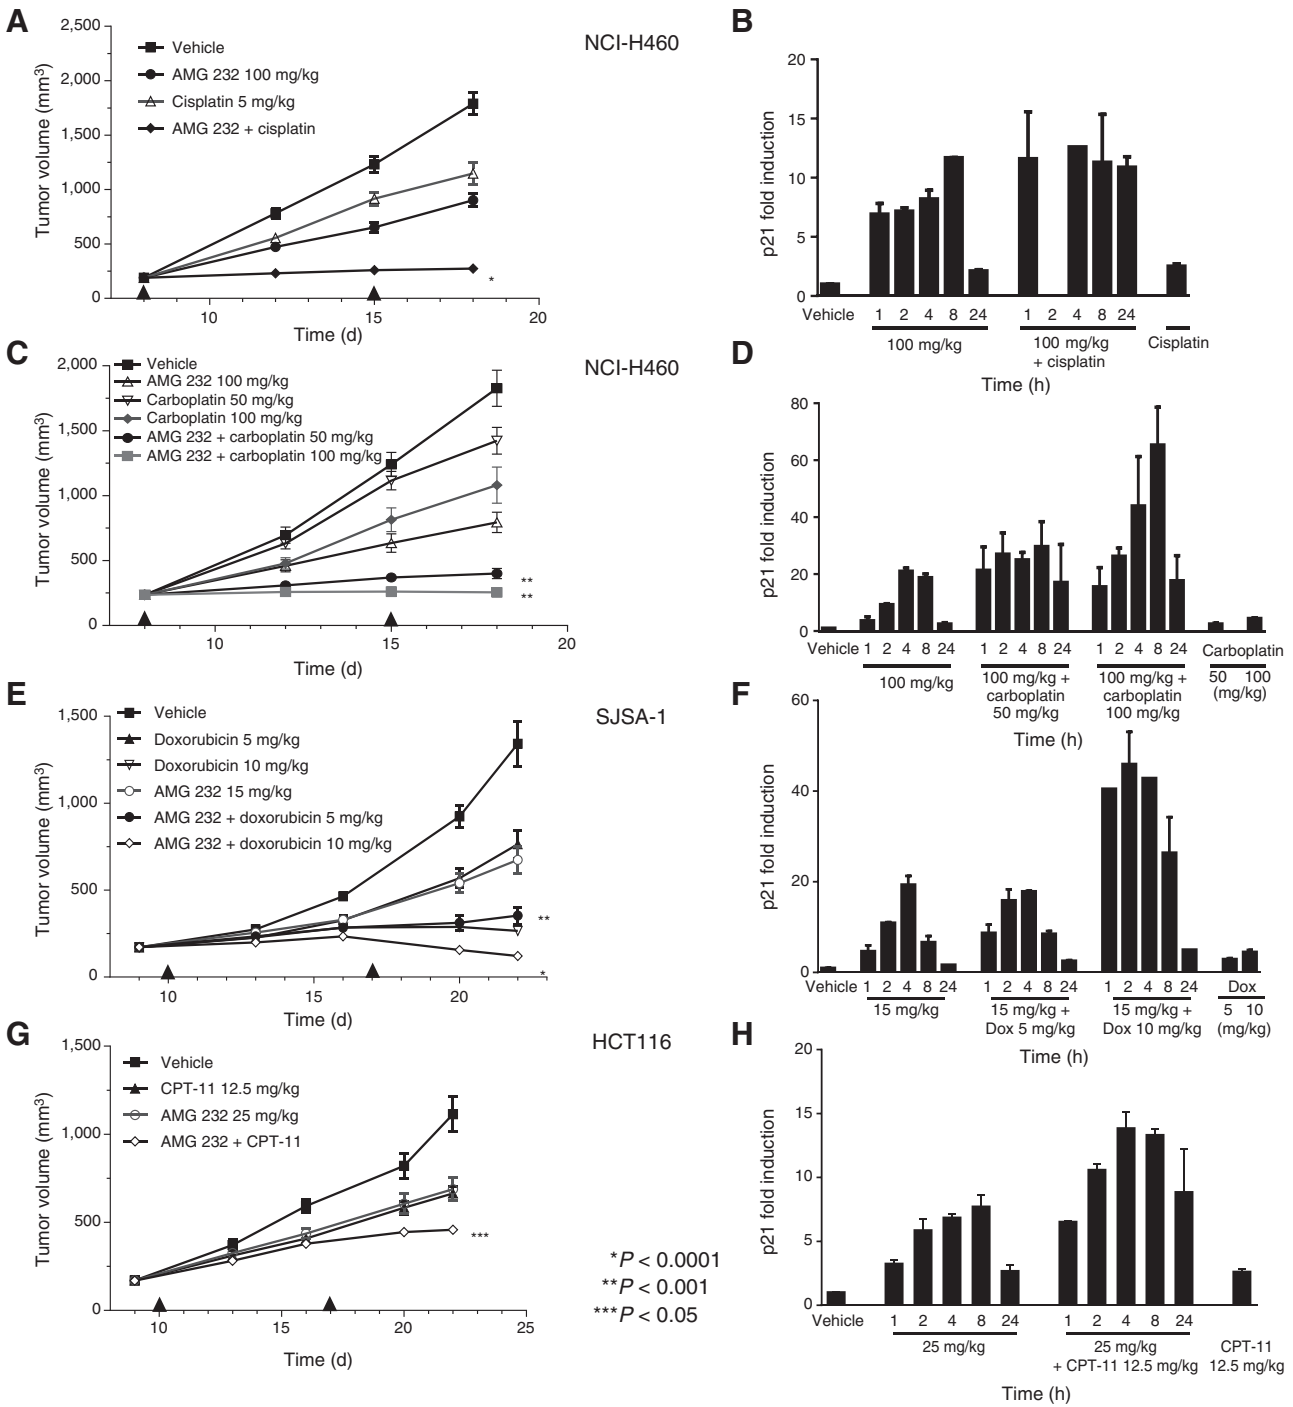 A
NCI-H460
Tumor volume (mm³)
2,500
2,000
1,500
1,000
500
0
Vehicle
AMG 232 100 mg/kg
Cisplatin 5 mg/kg
AMG 232 + cisplatin
*
10 15 20
Time (d)
B
p21 fold induction
20
15
10
5
0
Vehicle 1 2 4 8 24 1 2 4 8 24
100 mg/kg
100 mg/kg
+ cisplatin
Cisplatin
Time (h)
C
NCI-H460
Tumor volume (mm³)
2,000
1,500
1,000
500
0
Vehicle
AMG 232 100 mg/kg
Carboplatin 50 mg/kg
Carboplatin 100 mg/kg
AMG 232 + carboplatin 50 mg/kg
AMG 232 + carboplatin 100 mg/kg
**
**
10 15 20
Time (d)
D
p21 fold induction
80
60
40
20
0
Vehicle 1 2 4 8 24 1 2 4 8 24 1 2 4 8 24 Carboplatin
100 mg/kg
100 mg/kg +
carboplatin
50 mg/kg
100 mg/kg +
carboplatin
100 mg/kg
50 100
(mg/kg)
Time (h)
E
SJSA-1
Tumor volume (mm³)
1,500
1,000
500
0
Vehicle
Doxorubicin 5 mg/kg
Doxorubicin 10 mg/kg
AMG 232 15 mg/kg
AMG 232 + doxorubicin 5 mg/kg
AMG 232 + doxorubicin 10 mg/kg
**
*
10 15 20
Time (d)
F
p21 fold induction
60
40
20
0
Vehicle 1 2 4 8 24 1 2 4 8 24 1 2 4 8 24 Dox
15 mg/kg
15 mg/kg +
Dox 5 mg/kg
15 mg/kg +
Dox 10 mg/kg
5 10
(mg/kg)
Time (h)
G
HCT116
Tumor volume (mm³)
1,500
1,000
500
0
Vehicle
CPT-11 12.5 mg/kg
AMG 232 25 mg/kg
AMG 232 + CPT-11
***
10 15 20 25
Time (d)
*P < 0.0001
**P < 0.001
***P < 0.05
H
p21 fold induction
20
15
10
5
0
Vehicle 1 2 4 8 24 1 2 4 8 24
25 mg/kg
25 mg/kg
+ CPT-11 12.5 mg/kg
CPT-11
12.5 mg/kg
Time (h)